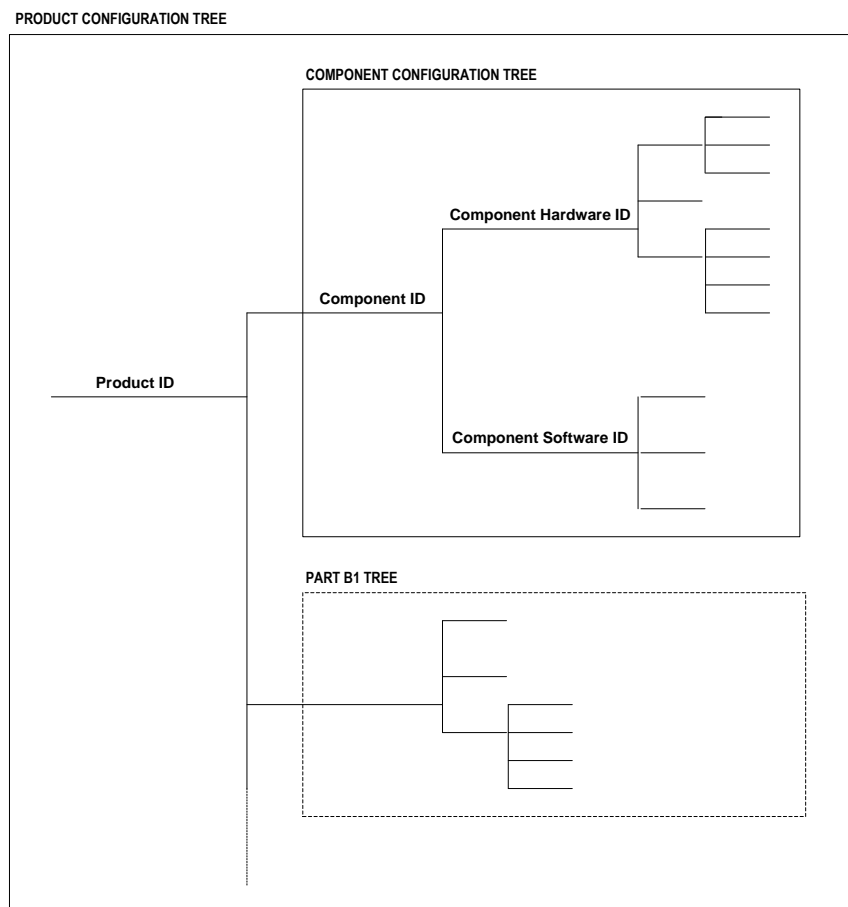 PRODUCT CONFIGURATION TREE
COMPONENT CONFIGURATION TREE
Component Hardware ID
Component ID
Product ID
Component Software ID
PART B1 TREE